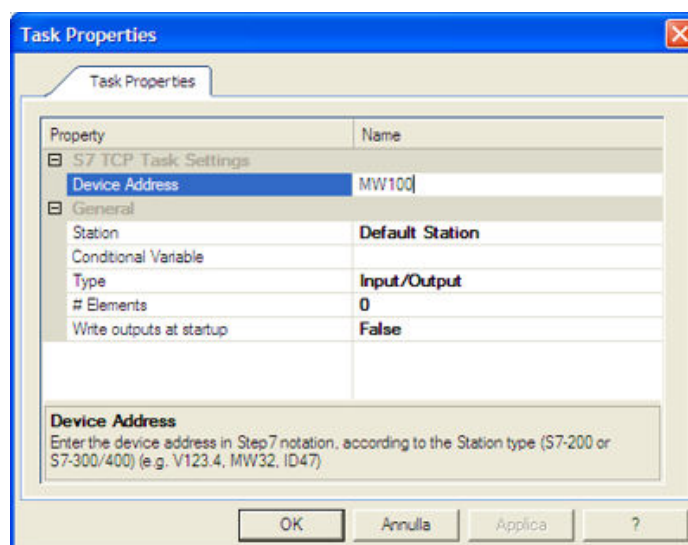 Task Properties
Task Properties
Property Name
S7 TCP Task Settings
Device Address MW100
General
Station Default Station
Conditional Variable
Type Input/Output
# Elements 0
Write outputs at startup False
Device Address
Enter the device address in Step7 notation, according to the Station type (S7-200 or
S7-300/400) (e.g. V123.4, MW32, ID47)
OK Annulla Applica ?